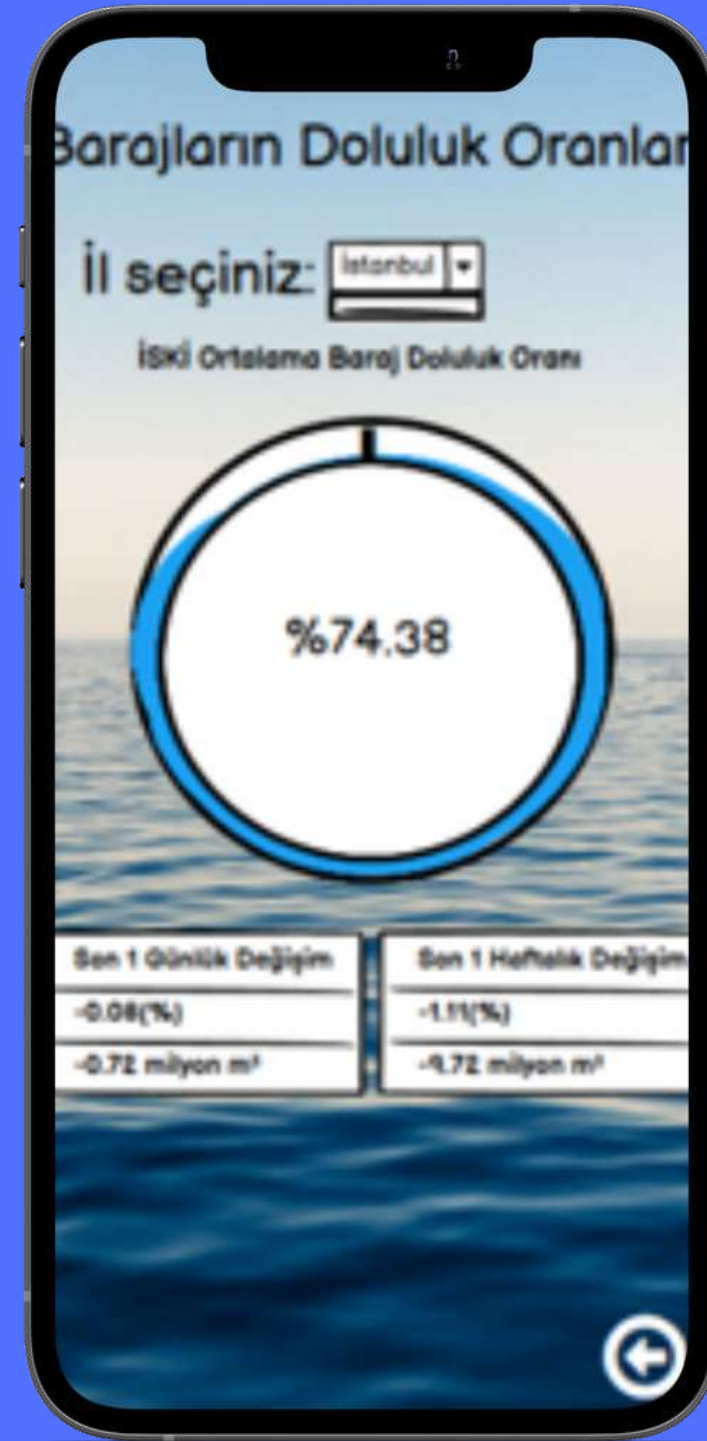 Barajların Doluluk Oranlar
İl seçiniz: İstanbul
İSKİ Ortalama Baraj Doluluk Oranı
%74.38
Son 1 Günlük Değişim
-0.08(%)
-0.72 milyon m³
Son 1 Haftalık Değişim
-1.11(%)
-9.72 milyon m³